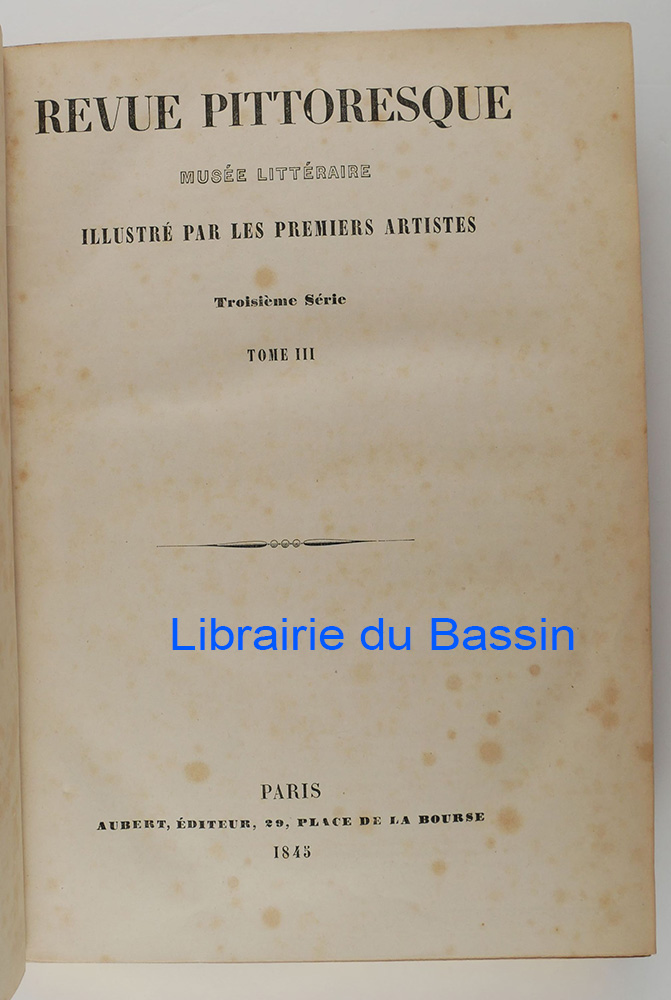 REVUE PITTORESQUE
MUSÉE LITTÉRAIRE
ILLUSTRÉ PAR LES PREMIERS ARTISTES
Troisième Série
TOME III
Librairie du Bassin
PARIS
AUBERT, ÉDITEUR, 29, PLACE DE LA BOURSE
1845